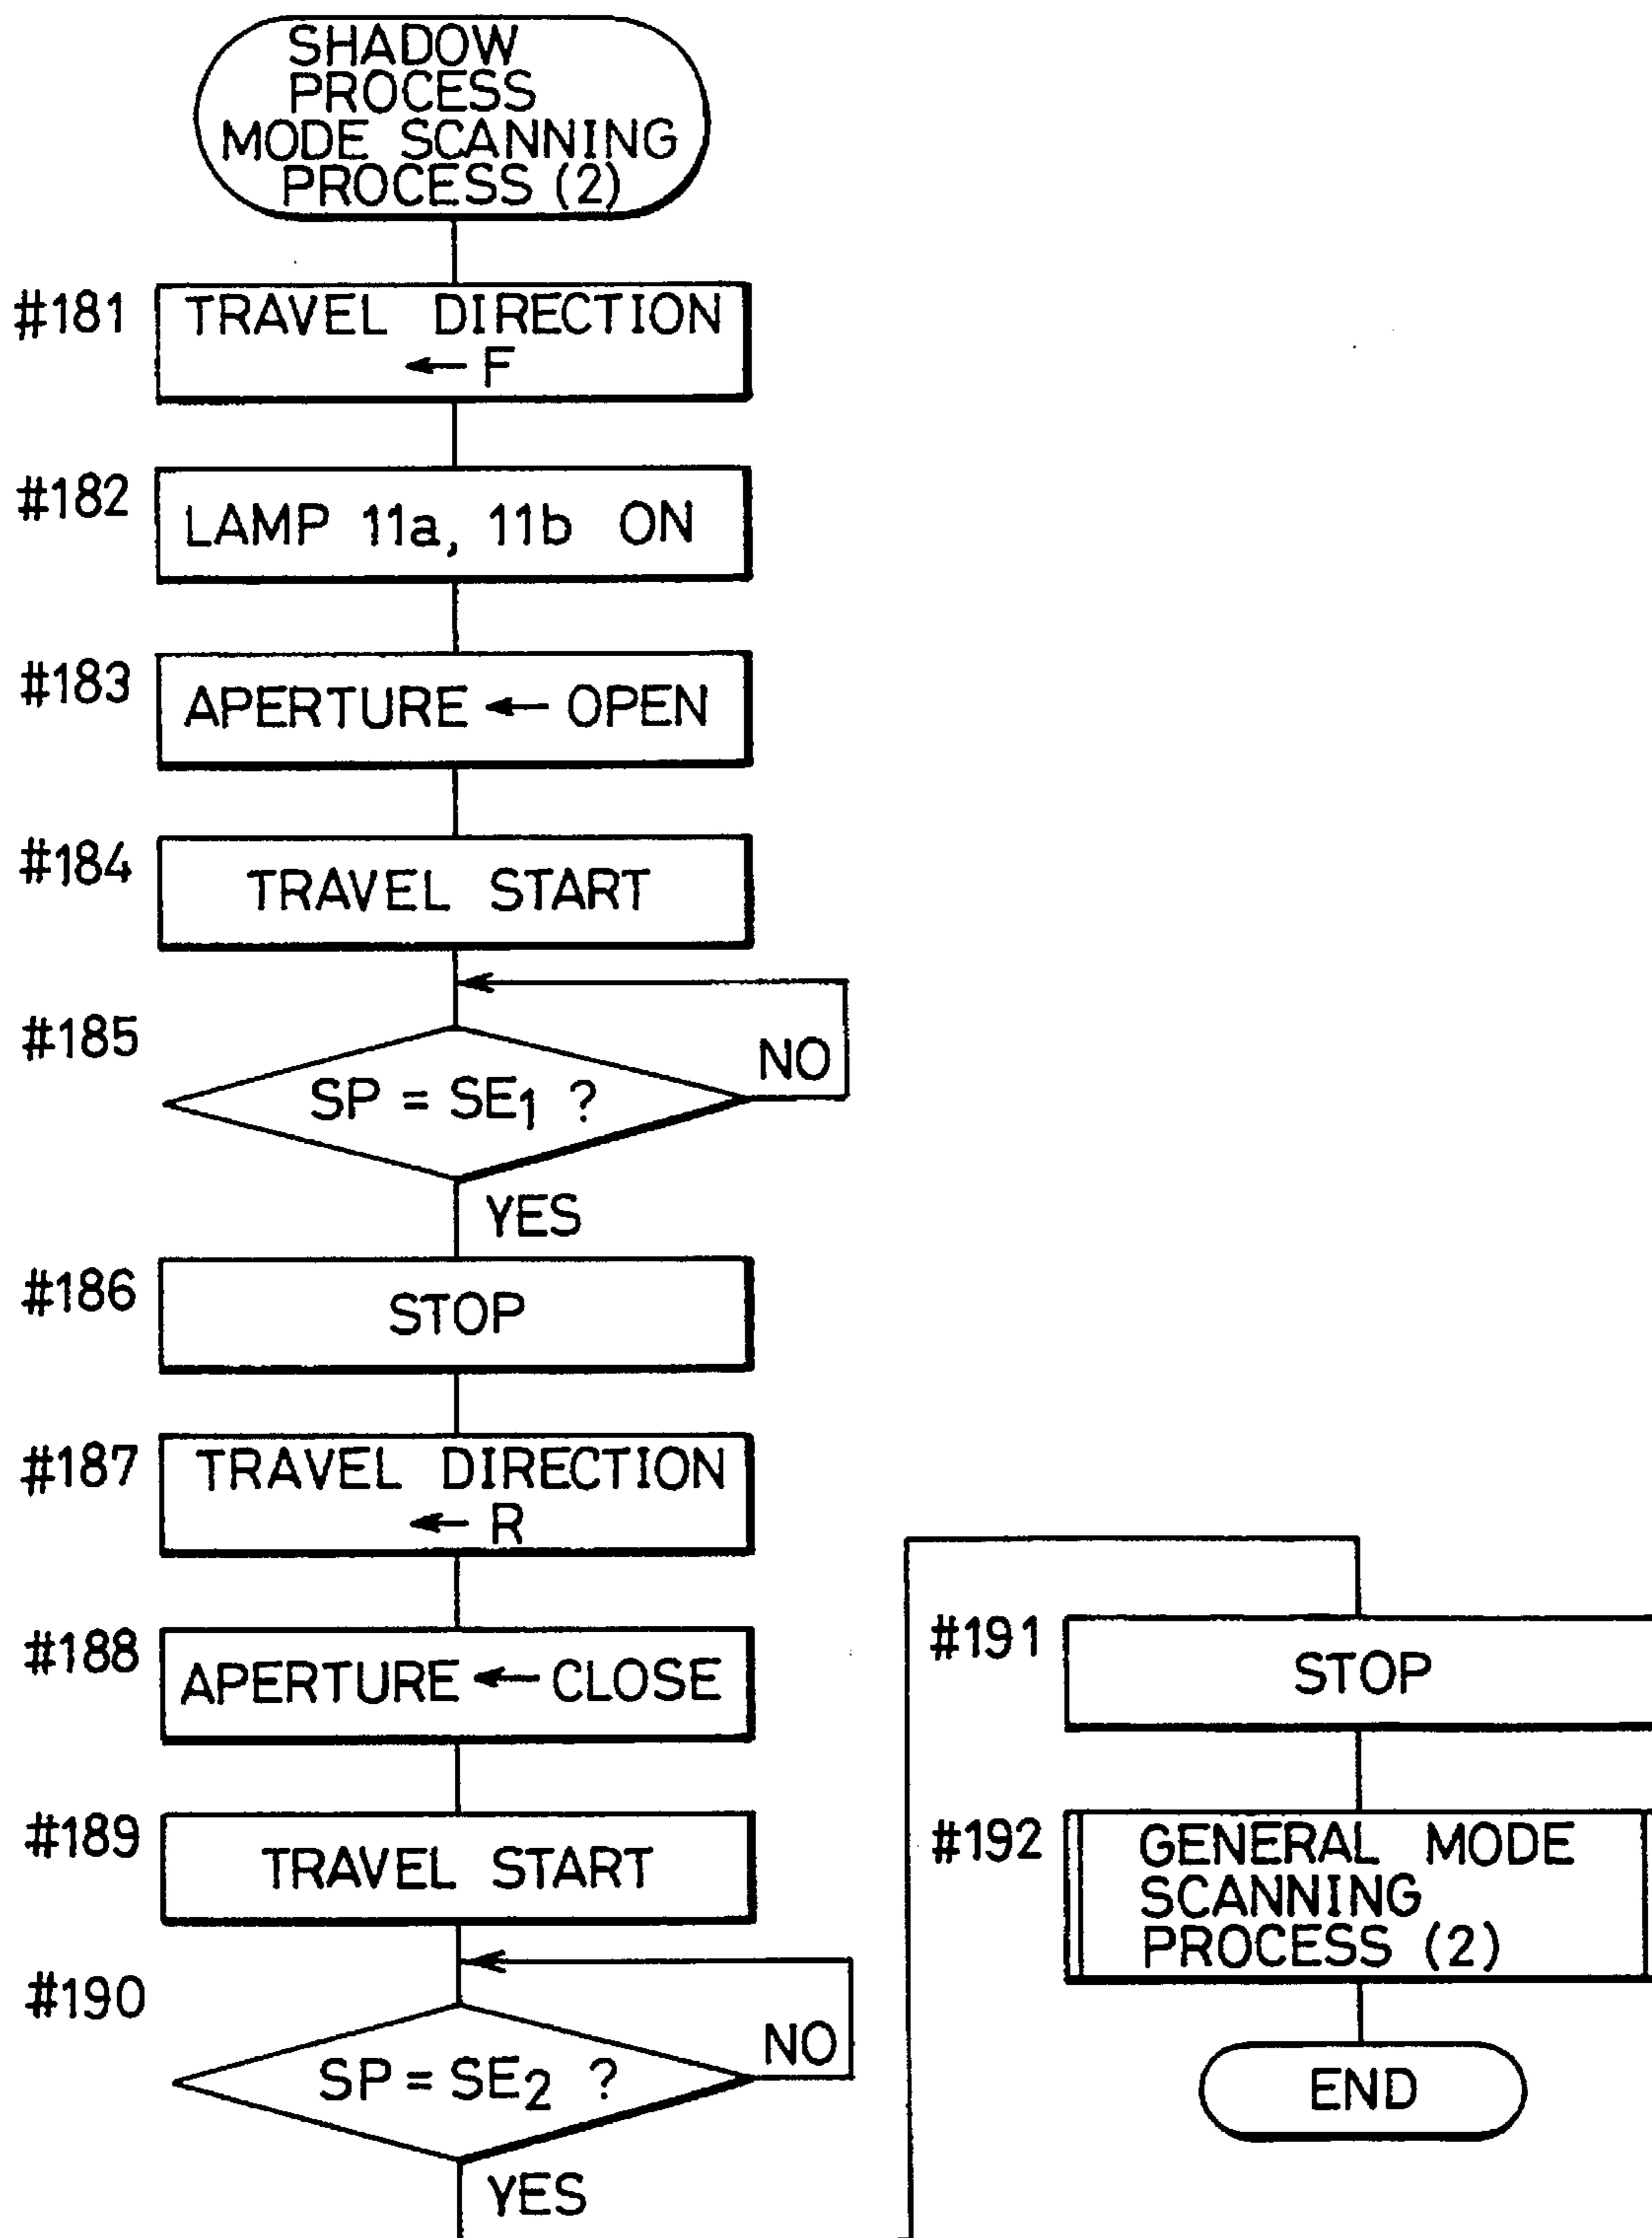 SHADOW
PROCESS
MODE SCANNING
PROCESS (2)
#181
TRAVEL DIRECTION
← F
#182
LAMP 11a, 11b ON
#183
APERTURE ← OPEN
#184
TRAVEL START
#185
SP = SE1 ?
NO
YES
#186
STOP
#187
TRAVEL DIRECTION
← R
#188
APERTURE ← CLOSE
#189
TRAVEL START
#190
SP = SE2 ?
NO
YES
#191
STOP
#192
GENERAL MODE
SCANNING
PROCESS (2)
END